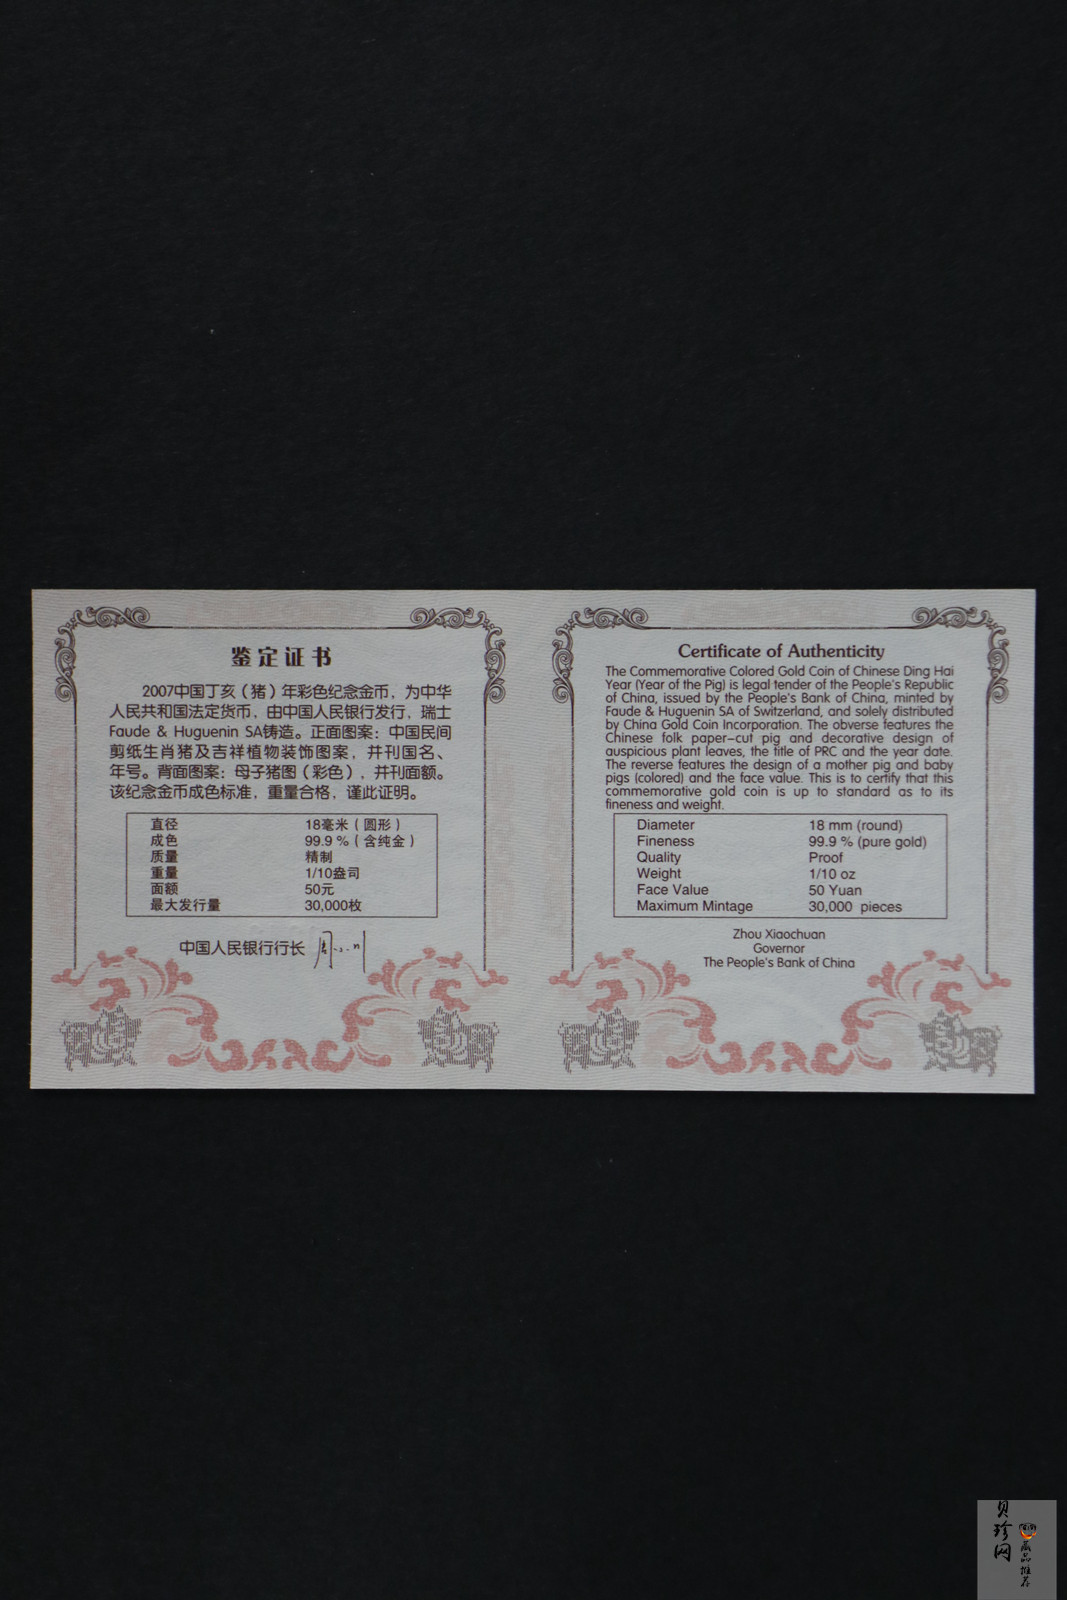 鉴定证书
2007中国丁亥（猪）年彩色纪念金币，为中华
人民共和国法定货币，由中国人民银行发行，瑞士
Faude & Huguenin SA铸造。正面图案：中国民间
剪纸生肖猪及吉祥植物装饰图案，并刊国名、
年号。背面图案：母子猪图（彩色），并刊面额。
该纪念金币成色标准，重量合格，谨此证明。
直径 18毫米（圆形）
成色 99.9 %（含纯金）
质量 精制
重量 1/10盎司
面额 50元
最大发行量 30,000枚
中国人民银行行长 周小川
Certificate of Authenticity
The Commemorative Colored Gold Coin of Chinese Ding Hai
Year (Year of the Pig) is legal tender of the People's Republic
of China, issued by the People's Bank of China, minted by
Faude & Huguenin SA of Switzerland, and solely distributed
by China Gold Coin Incorporation. The obverse features the
Chinese folk paper-cut pig and decorative design of
auspicious plant leaves, the title of PRC and the year date.
The reverse features the design of a mother pig and baby
pigs (colored) and the face value. This is to certify that this
commemorative gold coin is up to standard as to its
fineness and weight.
Diameter 18 mm (round)
Fineness 99.9 % (pure gold)
Quality Proof
Weight 1/10 oz
Face Value 50 Yuan
Maximum Mintage 30,000 pieces
Zhou Xiaochuan
Governor
The People's Bank of China
贝珍网
藏品推荐